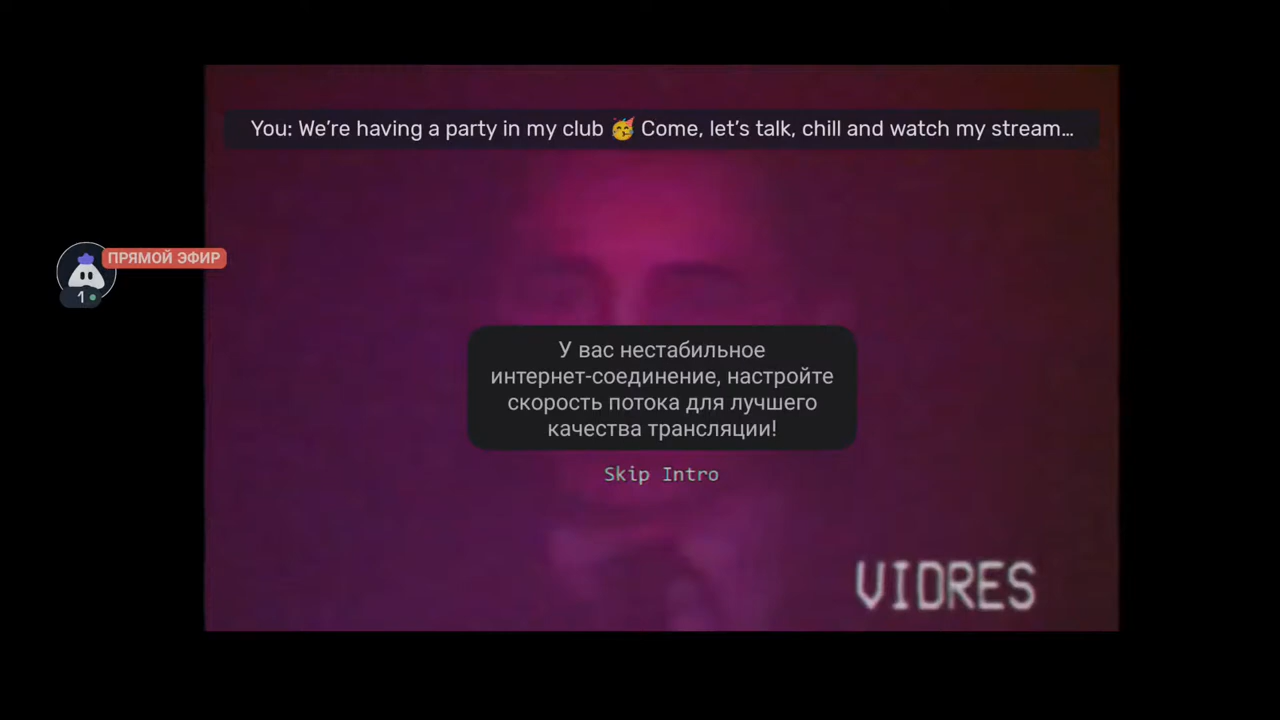 You: We’re having a party in my club 🥳 Come, let’s talk, chill and watch my stream…
ПРЯМОЙ ЭФИР
1
У вас нестабильное
интернет-соединение, настройте
скорость потока для лучшего
качества трансляции!
Skip Intro
VIDRES